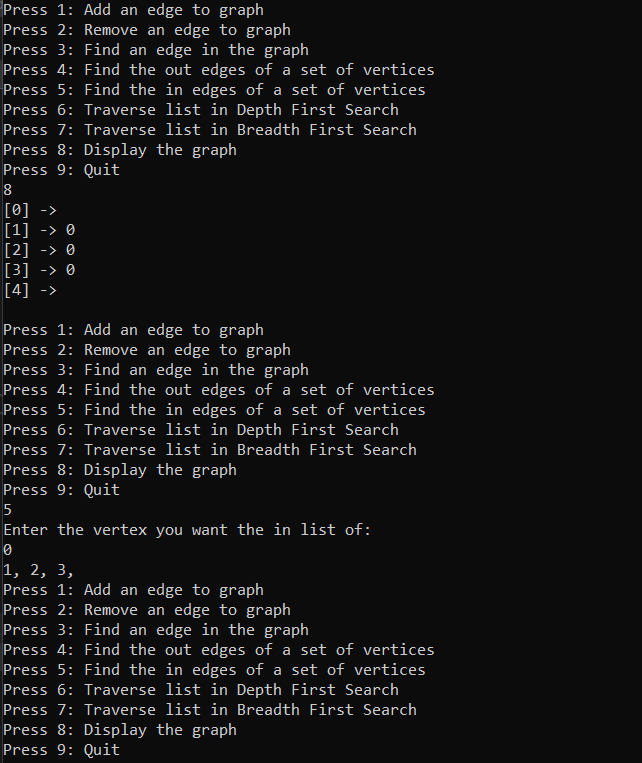 Press 1: Add an edge to graph
Press 2: Remove an edge to graph
Press 3: Find an edge in the graph
Press 4: Find the out edges of a set of vertices
Press 5: Find the in edges of a set of vertices
Press 6: Traverse list in Depth First Search
Press 7: Traverse list in Breadth First Search
Press 8: Display the graph
Press 9: Quit
8
[0] ->
[1] -> 0
[2] -> 0
[3] -> 0
[4] ->
Press 1: Add an edge to graph
Press 2: Remove an edge to graph
Press 3: Find an edge in the graph
Press 4: Find the out edges of a set of vertices
Press 5: Find the in edges of a set of vertices
Press 6: Traverse list in Depth First Search
Press 7: Traverse list in Breadth First Search
Press 8: Display the graph
Press 9: Quit
5
Enter the vertex you want the in list of:
0
1, 2, 3,
Press 1: Add an edge to graph
Press 2: Remove an edge to graph
Press 3: Find an edge in the graph
Press 4: Find the out edges of a set of vertices
Press 5: Find the in edges of a set of vertices
Press 6: Traverse list in Depth First Search
Press 7: Traverse list in Breadth First Search
Press 8: Display the graph
Press 9: Quit